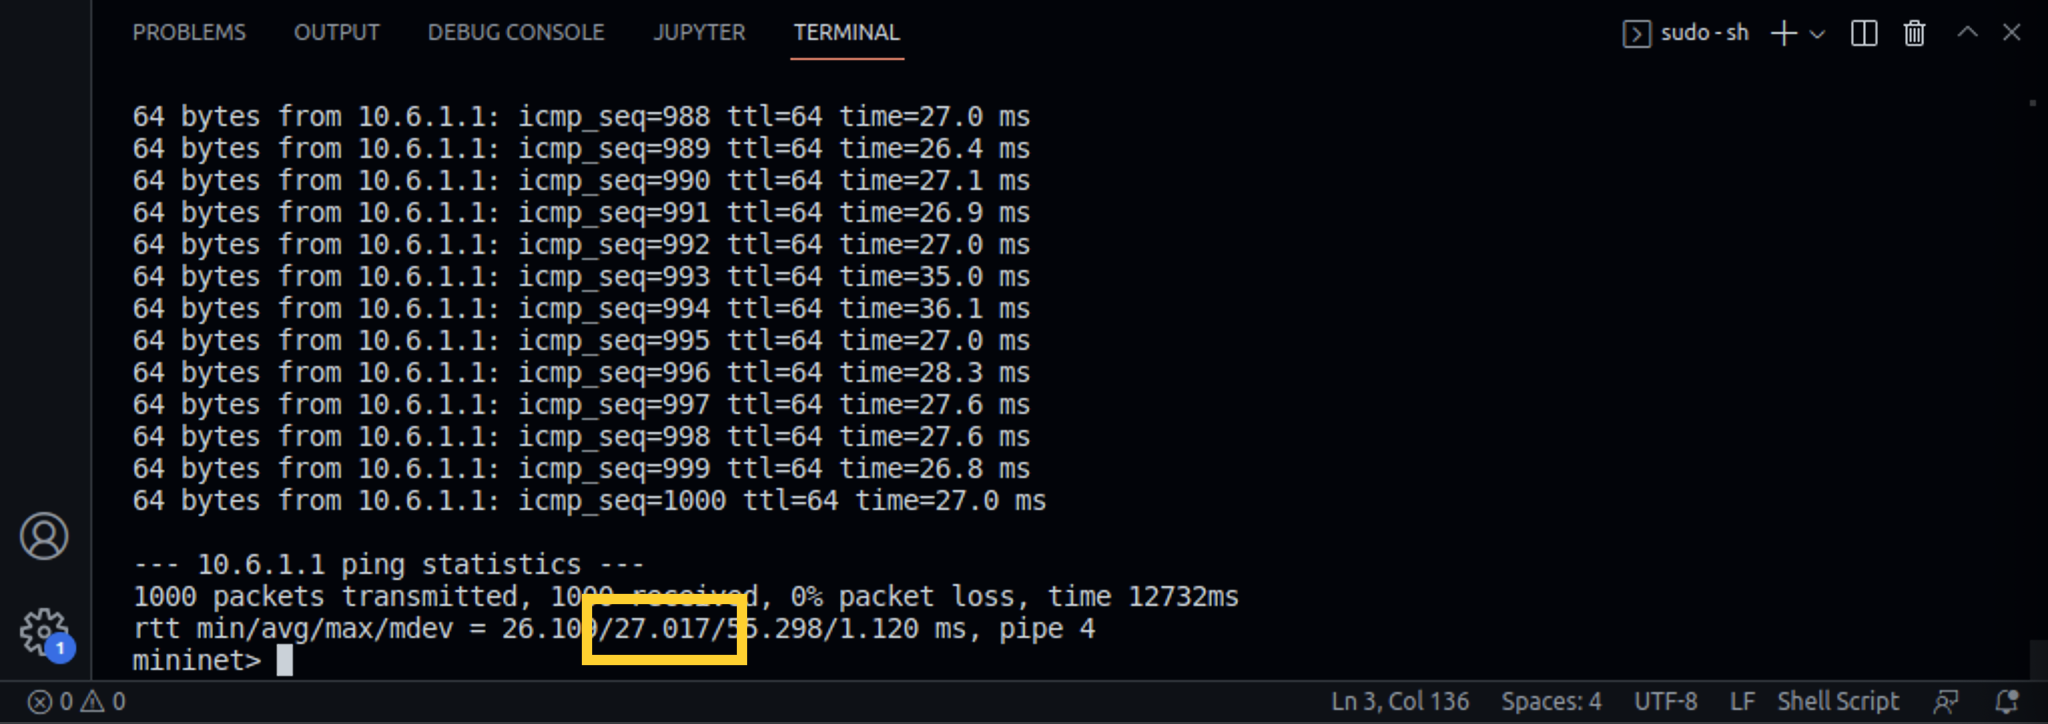 PROBLEMS OUTPUT DEBUG CONSOLE JUPYTER TERMINAL sudo - sh
64 bytes from 10.6.1.1: icmp_seq=988 ttl=64 time=27.0 ms
64 bytes from 10.6.1.1: icmp_seq=989 ttl=64 time=26.4 ms
64 bytes from 10.6.1.1: icmp_seq=990 ttl=64 time=27.1 ms
64 bytes from 10.6.1.1: icmp_seq=991 ttl=64 time=26.9 ms
64 bytes from 10.6.1.1: icmp_seq=992 ttl=64 time=27.0 ms
64 bytes from 10.6.1.1: icmp_seq=993 ttl=64 time=35.0 ms
64 bytes from 10.6.1.1: icmp_seq=994 ttl=64 time=36.1 ms
64 bytes from 10.6.1.1: icmp_seq=995 ttl=64 time=27.0 ms
64 bytes from 10.6.1.1: icmp_seq=996 ttl=64 time=28.3 ms
64 bytes from 10.6.1.1: icmp_seq=997 ttl=64 time=27.6 ms
64 bytes from 10.6.1.1: icmp_seq=998 ttl=64 time=27.6 ms
64 bytes from 10.6.1.1: icmp_seq=999 ttl=64 time=26.8 ms
64 bytes from 10.6.1.1: icmp_seq=1000 ttl=64 time=27.0 ms
--- 10.6.1.1 ping statistics ---
1000 packets transmitted, 1000 received, 0% packet loss, time 12732ms
rtt min/avg/max/mdev = 26.109/27.017/55.298/1.120 ms, pipe 4
mininet>
1
0 0 Ln 3, Col 136 Spaces: 4 UTF-8 LF Shell Script